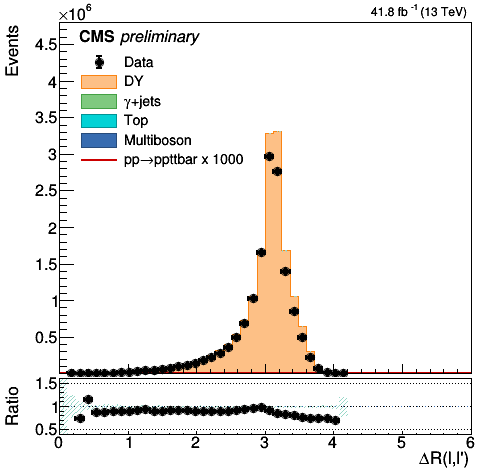 ×10⁶
41.8 fb⁻¹ (13 TeV)
Events
CMS preliminary
Data
DY
γ+jets
Top
Multiboson
pp→ppttbar x 1000
4.5
4
3.5
3
2.5
2
1.5
1
0.5
Ratio
1.5
1
0.5
0 1 2 3 4 5 6
ΔR(l,l')